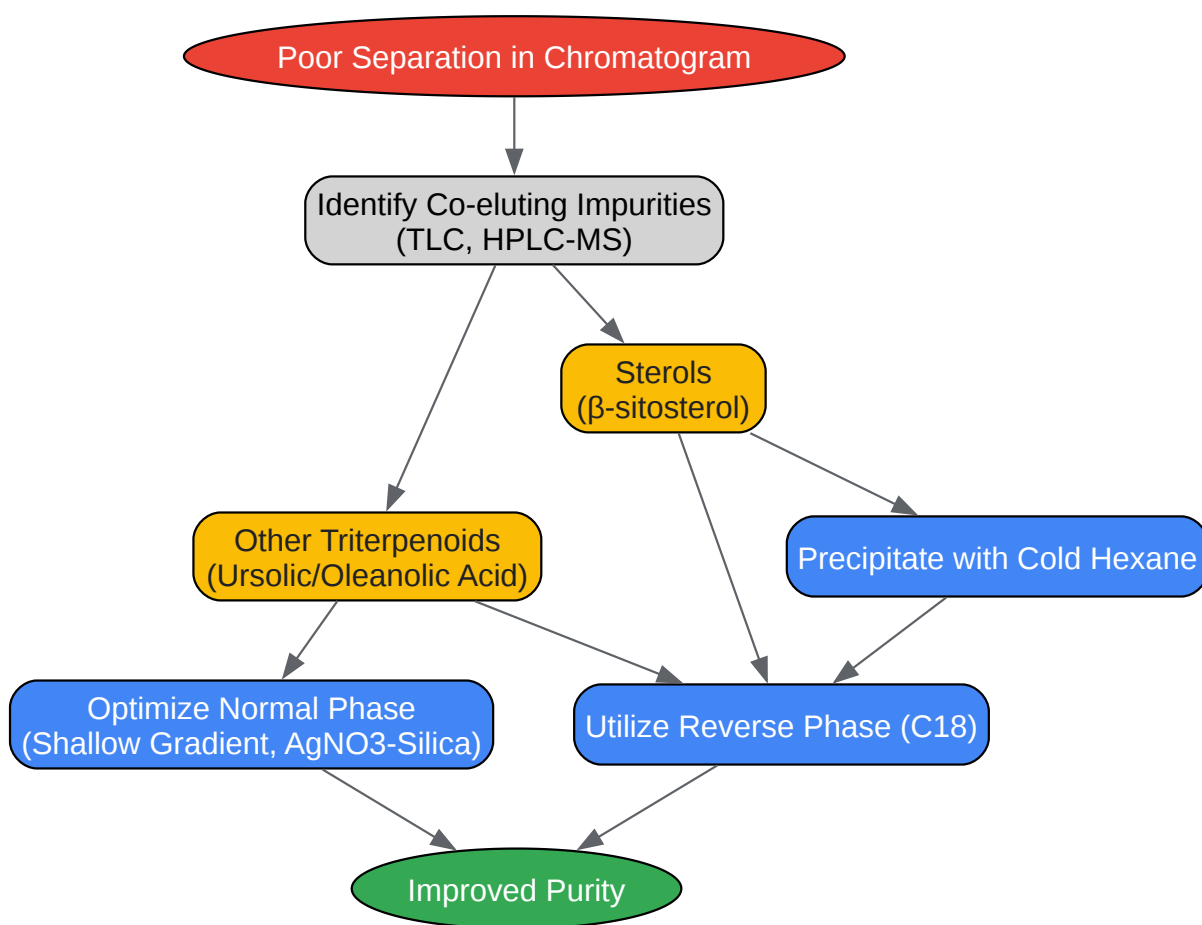 Poor Separation in Chromatogram
Identify Co-eluting Impurities
(TLC, HPLC-MS)
Sterols
(β-sitosterol)
Other Triterpenoids
(Ursolic/Oleanolic Acid)
Precipitate with Cold Hexane
Optimize Normal Phase
(Shallow Gradient, AgNO3-Silica)
Utilize Reverse Phase (C18)
Improved Purity